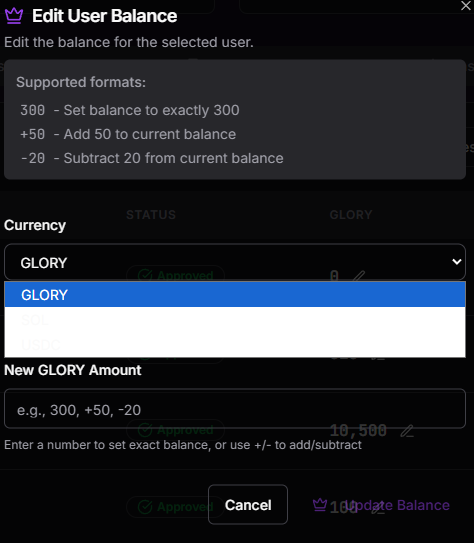 Edit User Balance
Edit the balance for the selected user.
Supported formats:
300 - Set balance to exactly 300
+50 - Add 50 to current balance
-20 - Subtract 20 from current balance
STATUS GLORY
Currency
GLORY
Approved 0
GLORY
SOL
USDC
New GLORY Amount
e.g., 300, +50, -20
Approved 10,500
Enter a number to set exact balance, or use +/- to add/subtract
Approved 100
Cancel
Update Balance